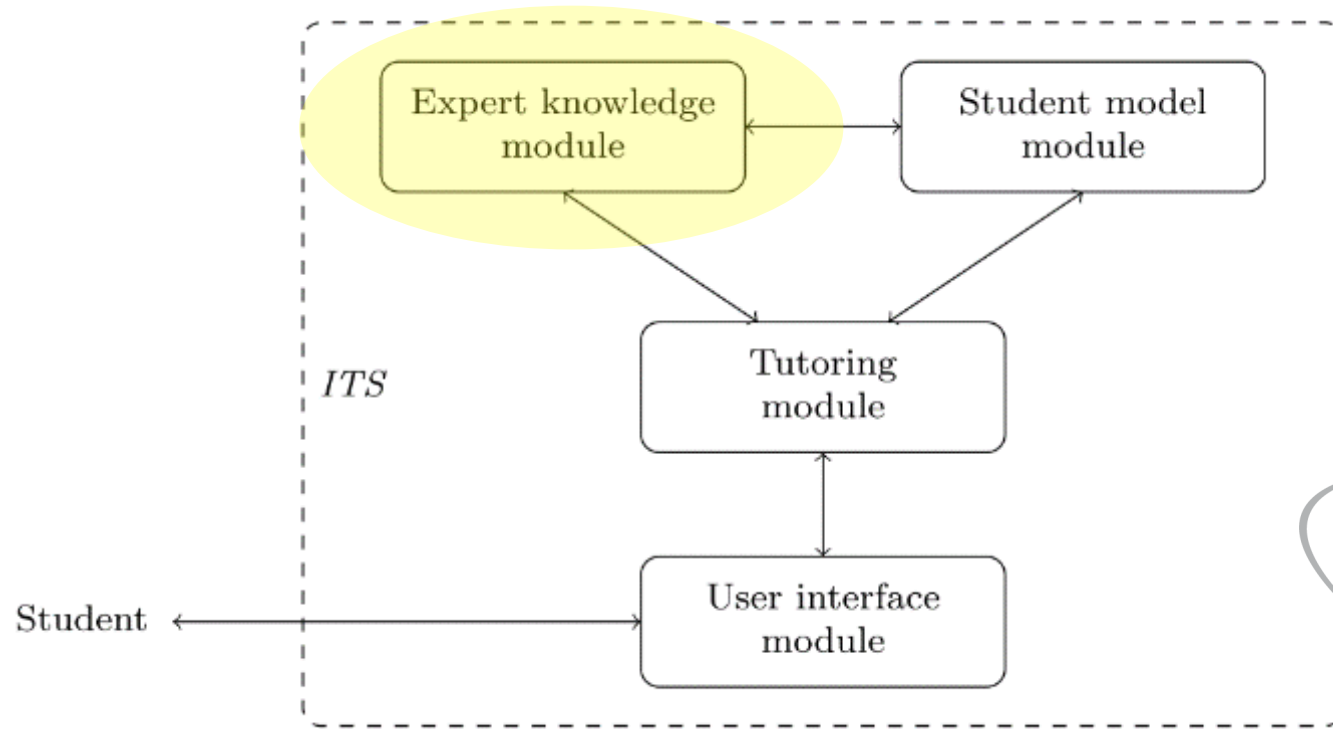 Expert knowledge
module
Student model
module
Tutoring
module
ITS
User interface
module
Student